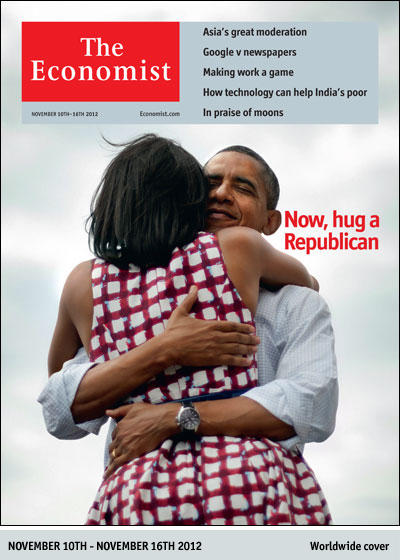 The
Economist
NOVEMBER 10TH–16TH 2012
Economist.com
Asia's great moderation
Google v newspapers
Making work a game
How technology can help India's poor
In praise of moons
Now, hug a
Republican
NOVEMBER 10TH - NOVEMBER 16TH 2012
Worldwide cover